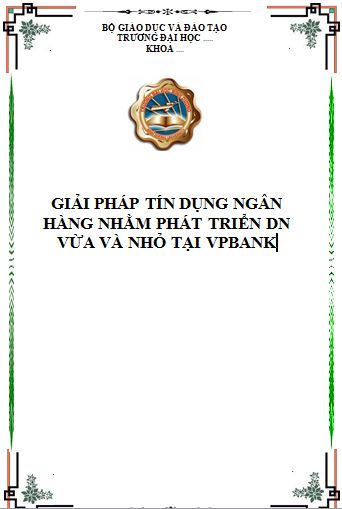 BỘ GIÁO DỤC VÀ ĐÀO TẠO
TRƯỜNG ĐẠI HỌC .....
KHOA ...
GIẢI PHÁP TÍN DỤNG NGÂN
HÀNG NHẰM PHÁT TRIỂN DN
VỪA VÀ NHỎ TẠI VPBANK